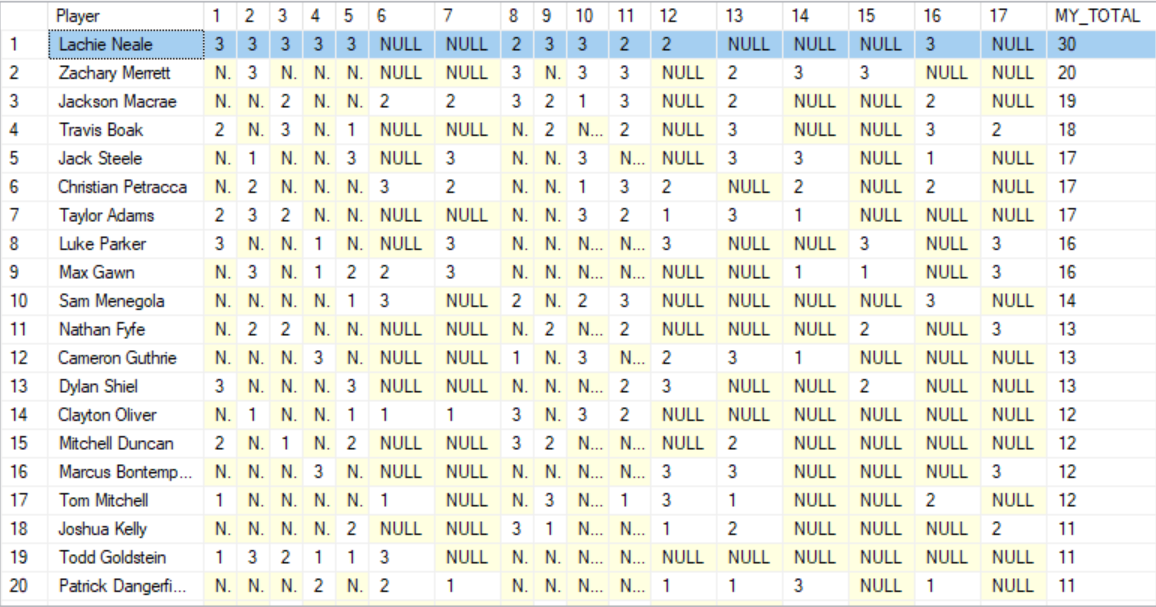 Player 1 2 3 4 5 6 7 8 9 10 11 12 13 14 15 16 17 MY_TOTAL
1 Lachie Neale 3 3 3 3 3 NULL NULL 2 3 3 2 2 NULL NULL NULL 3 NULL 30
2 Zachary Merrett N. 3 N. N. N. NULL NULL 3 N. 3 3 NULL 2 3 3 NULL NULL 20
3 Jackson Macrae N. N. 2 N. N. 2 2 3 2 1 3 NULL 2 NULL NULL 2 NULL 19
4 Travis Boak 2 N. 3 N. 1 NULL NULL N. 2 N... 2 NULL 3 NULL NULL 3 2 18
5 Jack Steele N. 1 N. N. 3 NULL 3 N. N. 3 N... NULL 3 3 NULL 1 NULL 17
6 Christian Petracca N. 2 N. N. N. 3 2 N. N. 1 3 2 NULL 2 NULL 2 NULL 17
7 Taylor Adams 2 3 2 N. N. NULL NULL N. N. 3 2 1 3 1 NULL NULL NULL 17
8 Luke Parker 3 N. N. 1 N. NULL 3 N. N. N... N... 3 NULL NULL 3 NULL 3 16
9 Max Gawn N. 3 N. 1 2 2 3 N. N. N... N... NULL NULL 1 1 NULL 3 16
10 Sam Menegola N. N. N. N. 1 3 NULL 2 N. 2 3 NULL NULL NULL NULL 3 NULL 14
11 Nathan Fyfe N. 2 2 N. N. NULL NULL N. 2 N... 2 NULL NULL NULL 2 NULL 3 13
12 Cameron Guthrie N. N. N. 3 N. NULL NULL 1 N. 3 N... 2 3 1 NULL NULL NULL 13
13 Dylan Shiel 3 N. N. N. 3 NULL NULL N. N. N... 2 3 NULL NULL 2 NULL NULL 13
14 Clayton Oliver N. 1 N. N. 1 1 1 3 N. 3 2 NULL NULL NULL NULL NULL NULL 12
15 Mitchell Duncan 2 N. 1 N. 2 NULL NULL 3 2 N... N... NULL 2 NULL NULL NULL NULL 12
16 Marcus Bontemp... N. N. N. 3 N. NULL NULL N. N. N... N... 3 3 NULL NULL NULL 3 12
17 Tom Mitchell 1 N. N. N. N. 1 NULL N. 3 N... 1 3 1 NULL NULL 2 NULL 12
18 Joshua Kelly N. N. N. N. 2 NULL NULL 3 1 N... N... 1 2 NULL NULL NULL 2 11
19 Todd Goldstein 1 3 2 1 1 3 NULL N. N. N... N... NULL NULL NULL NULL NULL NULL 11
20 Patrick Dangerfi... N. N. N. 2 N. 2 1 N. N. N... N... 1 1 3 NULL 1 NULL 11